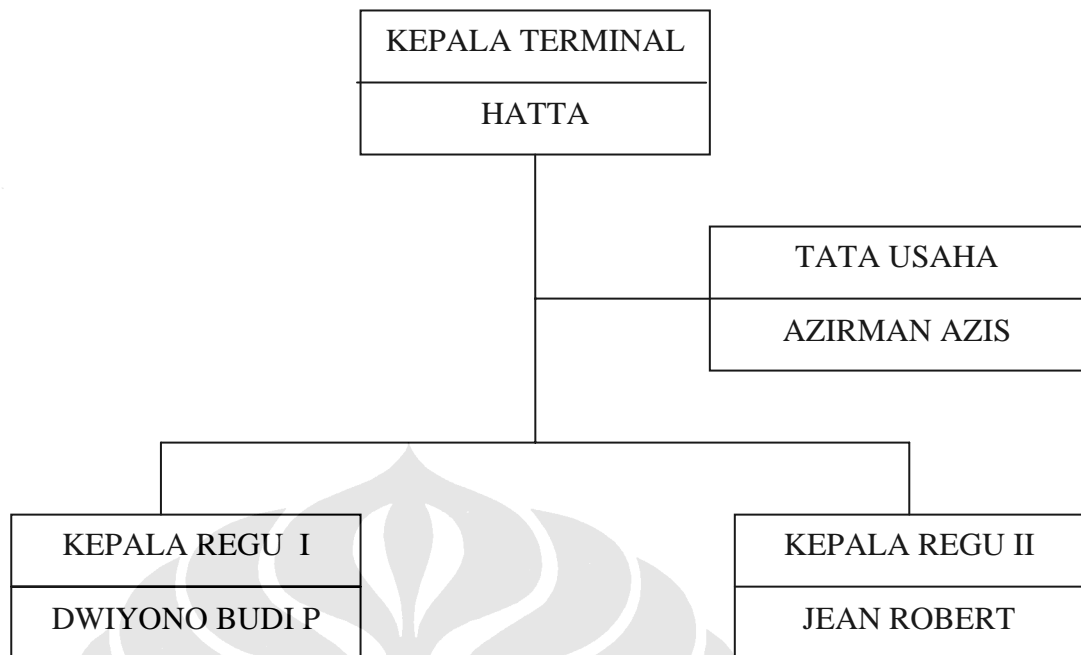 KEPALA TERMINAL
HATTA
TATA USAHA
AZIRMAN AZIS
KEPALA REGU I
DWIYONO BUDI P
KEPALA REGU II
JEAN ROBERT